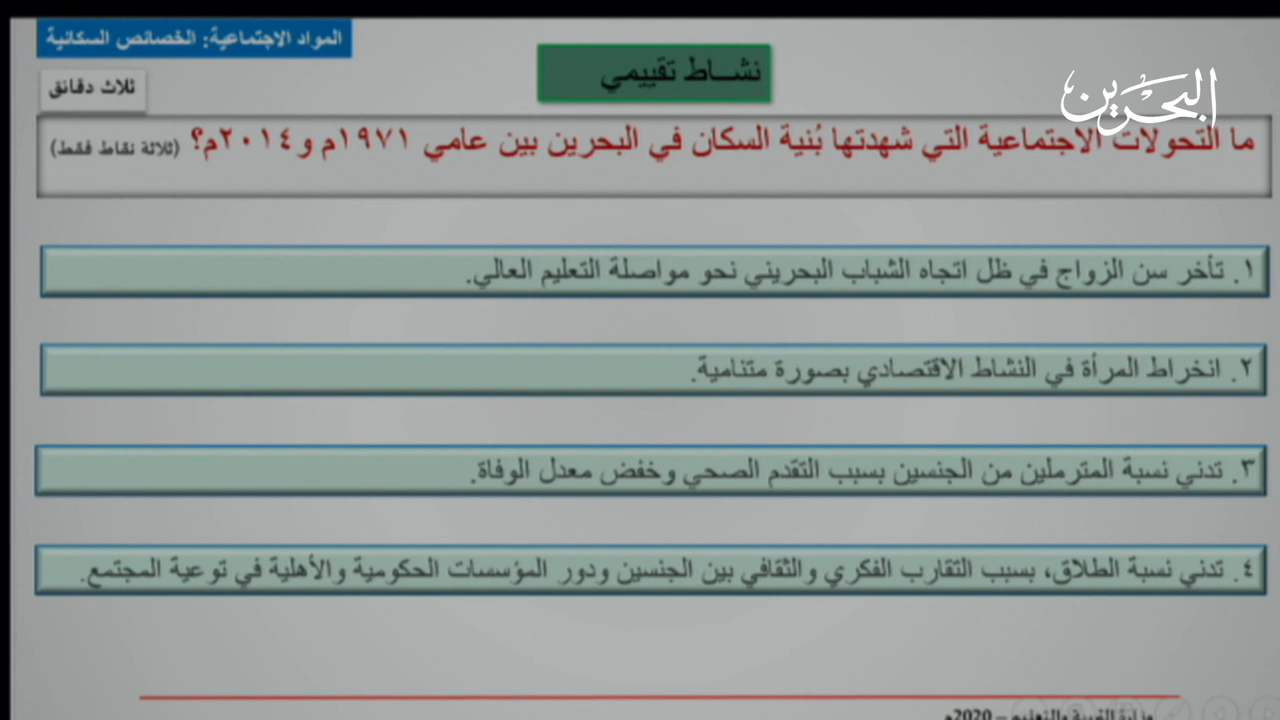 المواد الاجتماعية: الخصائص السكانية
نشـــاط تقييمي
البحرين
ثلاث دقائق
ما التحولات الاجتماعية التي شهدتها بُنية السكان في البحرين بين عامي ١٩٧١م و٢٠١٤م؟ (ثلاثة نقاط فقط)
١. تأخر سن الزواج في ظل اتجاه الشباب البحريني نحو مواصلة التعليم العالي.
٢. انخراط المرأة في النشاط الاقتصادي بصورة متنامية.
٣. تدني نسبة المترملين من الجنسين بسبب التقدم الصحي وخفض معدل الوفاة.
٤. تدني نسبة الطلاق، بسبب التقارب الفكري والثقافي بين الجنسين ودور المؤسسات الحكومية والأهلية في توعية المجتمع.
وزارة التربية والتعليم – 2020م